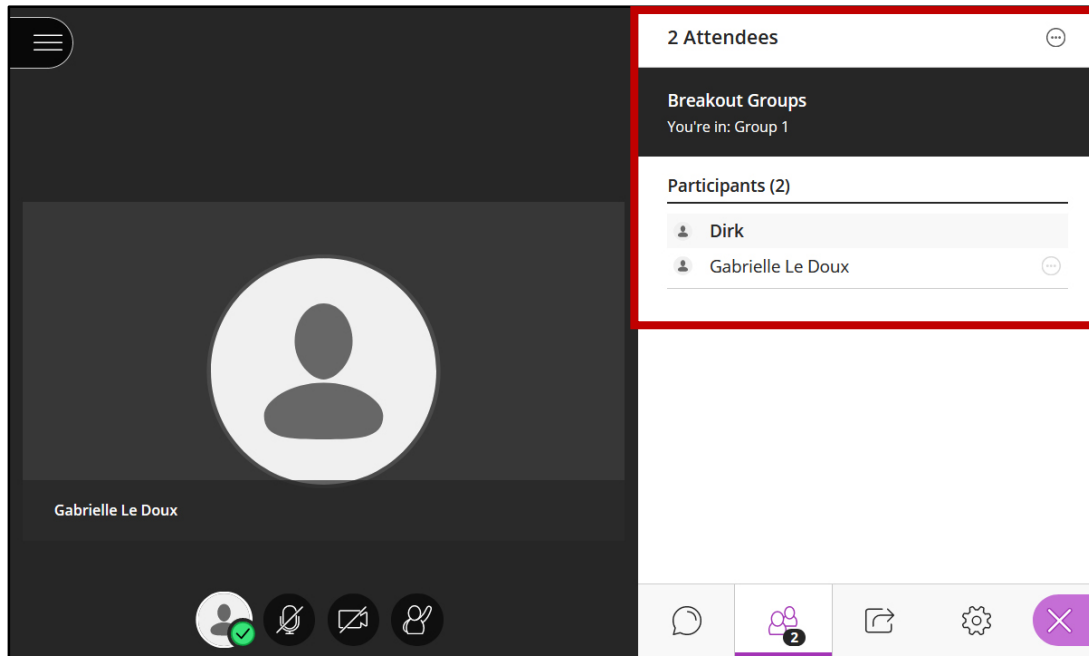 2 Attendees
Breakout Groups
You're in: Group 1
Participants (2)
Dirk
Gabrielle Le Doux
Gabrielle Le Doux
2